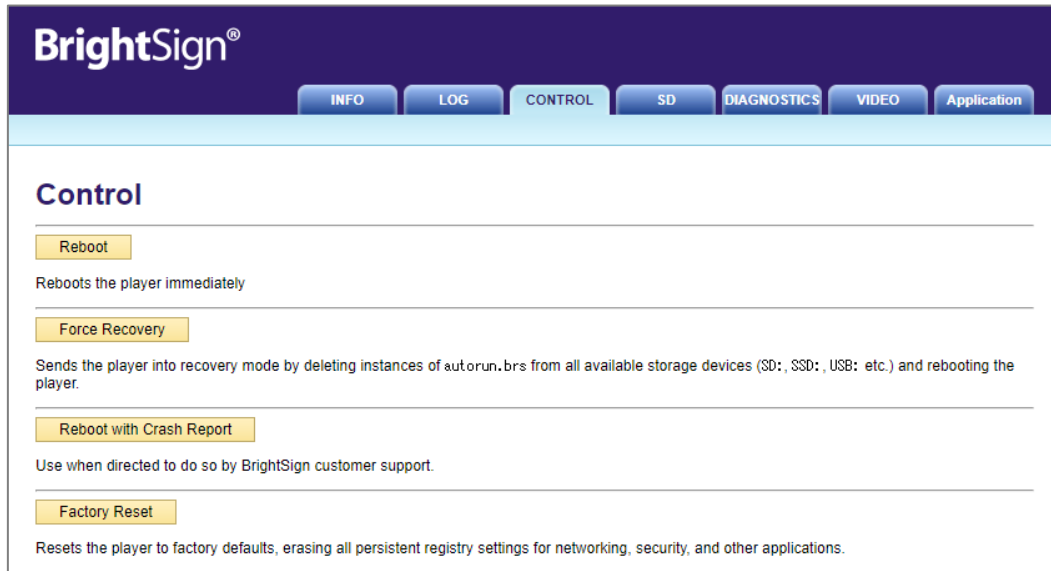 BrightSign®
INFO LOG CONTROL SD DIAGNOSTICS VIDEO Application
Control
Reboot
Reboots the player immediately
Force Recovery
Sends the player into recovery mode by deleting instances of autorun.brs from all available storage devices (SD:, SSD:, USB: etc.) and rebooting the
player.
Reboot with Crash Report
Use when directed to do so by BrightSign customer support.
Factory Reset
Resets the player to factory defaults, erasing all persistent registry settings for networking, security, and other applications.